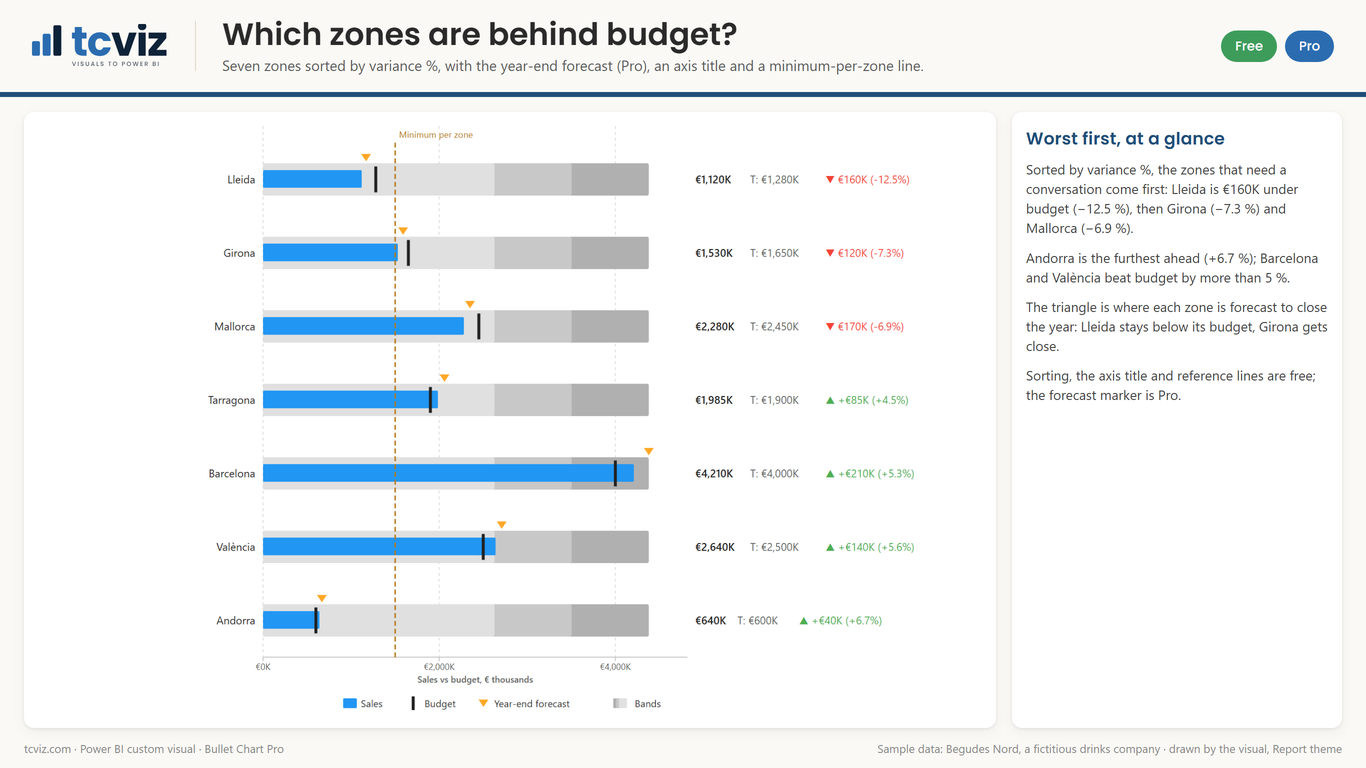 tcviz
VISUALS TO POWER BI
Which zones are behind budget?
Seven zones sorted by variance %, with the year-end forecast (Pro), an axis title and a minimum-per-zone line.
Free
Pro
Minimum per zone
Lleida €1,120K T: €1,280K ▼ €160K (-12.5%)
Girona €1,530K T: €1,650K ▼ €120K (-7.3%)
Mallorca €2,280K T: €2,450K ▼ €170K (-6.9%)
Tarragona €1,985K T: €1,900K ▲ +€85K (+4.5%)
Barcelona €4,210K T: €4,000K ▲ +€210K (+5.3%)
València €2,640K T: €2,500K ▲ +€140K (+5.6%)
Andorra €640K T: €600K ▲ +€40K (+6.7%)
€0K €2,000K €4,000K
Sales vs budget, € thousands
Sales Budget Year-end forecast Bands
Worst first, at a glance
Sorted by variance %, the zones that need a
conversation come first: Lleida is €160K under
budget (−12.5 %), then Girona (−7.3 %) and
Mallorca (−6.9 %).
Andorra is the furthest ahead (+6.7 %); Barcelona
and València beat budget by more than 5 %.
The triangle is where each zone is forecast to close
the year: Lleida stays below its budget, Girona gets
close.
Sorting, the axis title and reference lines are free;
the forecast marker is Pro.
tcviz.com · Power BI custom visual · Bullet Chart Pro
Sample data: Begudes Nord, a fictitious drinks company · drawn by the visual, Report theme